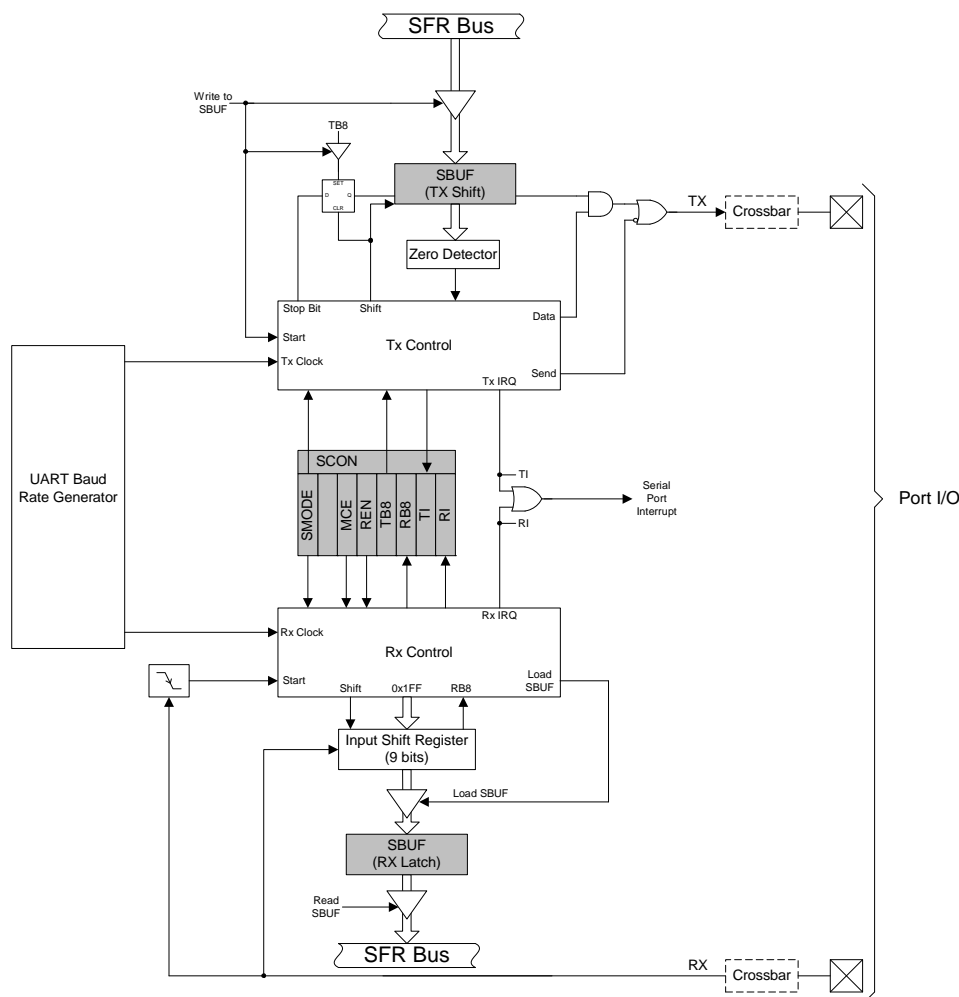 SFR Bus
Write to
SBUF
TB8
SET
D
Q
CLR
SBUF
(TX Shift)
TX
Crossbar
Zero Detector
Stop Bit
Shift
Data
Start
Tx Control
Tx Clock
Send
Tx IRQ
UART Baud
Rate Generator
SCON
SMODE
MCE
REN
TB8
RB8
TI
RI
TI
RI
Serial
Port
Interrupt
Port I/O
Rx IRQ
Rx Clock
Rx Control
Start
Load
SBUF
Shift
0x1FF
RB8
Input Shift Register
(9 bits)
Load SBUF
SBUF
(RX Latch)
Read
SBUF
SFR Bus
RX
Crossbar